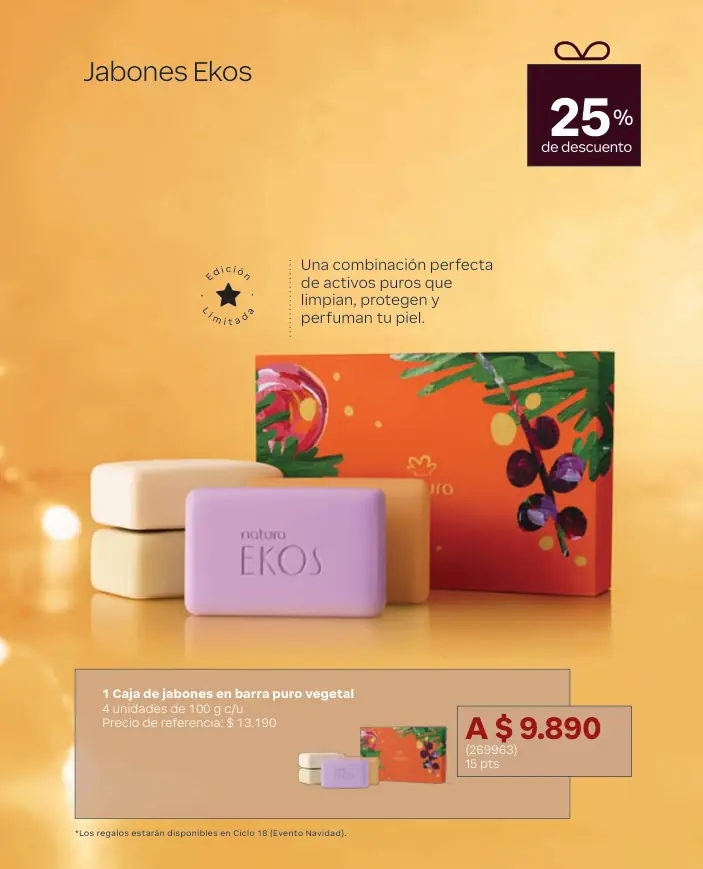 Jabones Ekos
25%
de descuento
Edición
Limitada
Una combinación perfecta
de activos puros que
limpian, protegen y
perfuman tu piel.
natura
EKOS
1 Caja de jabones en barra puro vegetal
4 unidades de 100 g c/u
Precio de referencia: $ 13.190
A $ 9.890
(269963)
15 pts
*Los regalos estarán disponibles en Ciclo 18 (Evento Navidad).